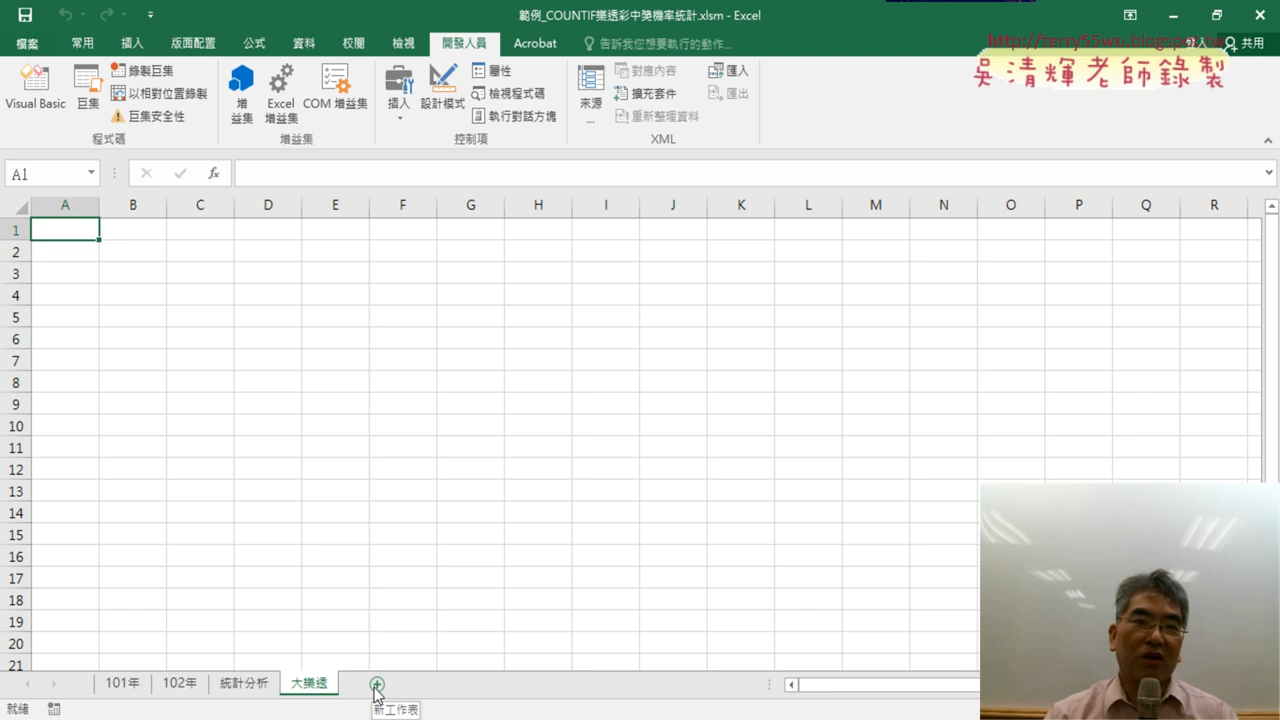 範例_COUNTIF樂透彩中獎機率統計.xlsm - Excel
檔案 常用 插入 版面配置 公式 資料 校閱 檢視 開發人員 Acrobat 告訴我您想要執行的動作... 登入 共用
http://terry55wu.blogspot.tw
吳清輝老師錄製
Visual Basic 巨集 錄製巨集 以相對位置錄製 巨集安全性
增益集 Excel 增益集 COM 增益集
插入 設計模式 屬性 檢視程式碼 執行對話方塊
來源... 對應內容 擴充套件 重新整理資料 匯入 匯出
程式碼 增益集 控制項 XML
A1 fx
A B C D E F G H I J K L M N O P Q R
1
2
3
4
5
6
7
8
9
10
11
12
13
14
15
16
17
18
19
20
21
101年 102年 統計分析 大樂透
就緒 新工作表